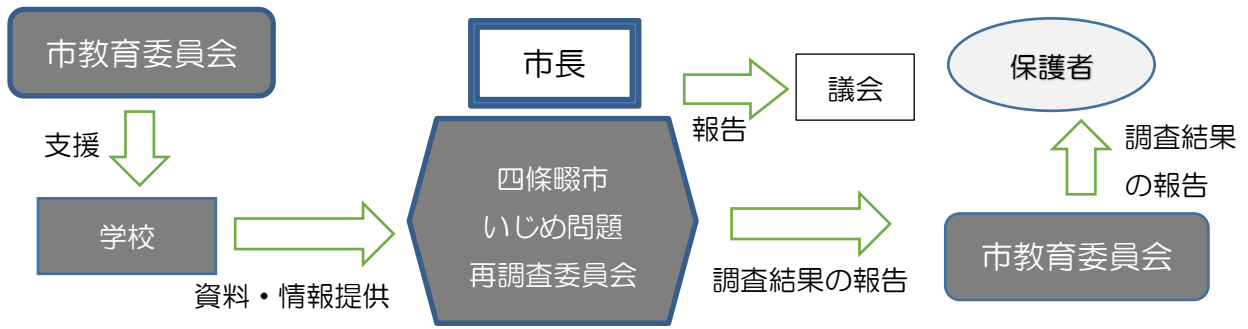 市教育委員会
支援
学校
資料・情報提供
市長
四條畷市
いじめ問題
再調査委員会
報告
議会
調査結果の報告
保護者
調査結果
の報告
市教育委員会